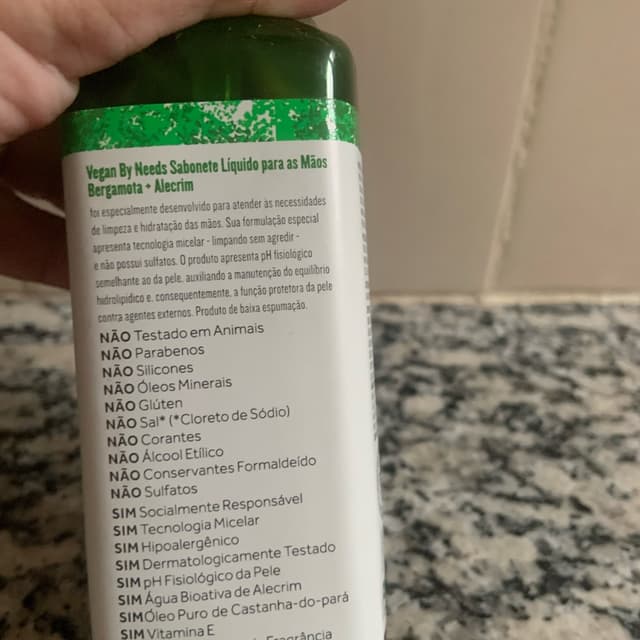 Vegan By Needs Sabonete Líquido para as Mãos
Bergamota + Alecrim
foi especialmente desenvolvido para atender às necessidades
de limpeza e hidratação das mãos. Sua formulação especial
apresenta tecnologia micelar - limpando sem agredir -
e não possui sulfatos. O produto apresenta pH fisiológico
semelhante ao da pele, auxiliando a manutenção do equilíbrio
hidrolipídico e, consequentemente, a função protetora da pele
contra agentes externos. Produto de baixa espumação.
NÃO Testado em Animais
NÃO Parabenos
NÃO Silicones
NÃO Óleos Minerais
NÃO Glúten
NÃO Sal* (*Cloreto de Sódio)
NÃO Corantes
NÃO Álcool Etílico
NÃO Conservantes Formaldeído
NÃO Sulfatos
SIM Socialmente Responsável
SIM Tecnologia Micelar
SIM Hipoalergênico
SIM Dermatologicamente Testado
SIM pH Fisiológico da Pele
SIM Água Bioativa de Alecrim
SIM Óleo Puro de Castanha-do-pará
SIM Vitamina E
Fragrância